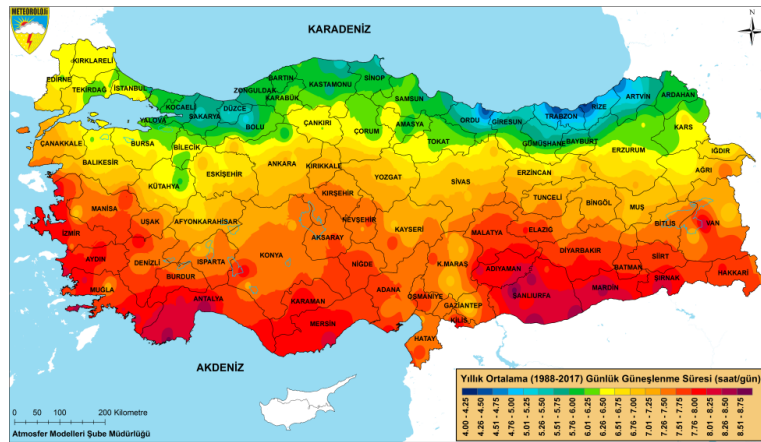 METEOROLOJİ
KARADENİZ
N
KIRKLARELİ
EDİRNE
TEKİRDAĞ
İSTANBUL
KOCAELİ
YALOVA
SAKARYA
DÜZCE
BOLU
ZONGULDAK
BARTIN
KARABÜK
KASTAMONU
SİNOP
SAMSUN
ORDU
GİRESUN
TRABZON
RİZE
ARTVİN
ARDAHAN
ÇANAKKALE
BALIKESİR
BURSA
BİLECİK
ESKİŞEHİR
KÜTAHYA
ANKARA
ÇANKIRI
ÇORUM
AMASYA
TOKAT
KIRIKKALE
YOZGAT
SİVAS
GÜMÜŞHANE
BAYBURT
ERZİNCAN
ERZURUM
KARS
IĞDIR
AĞRI
MANİSA
UŞAK
AFYONKARAHİSAR
KIRŞEHİR
NEVŞEHİR
AKSARAY
KAYSERİ
TUNCELİ
BİNGÖL
MUŞ
BİTLİS
VAN
İZMİR
AYDIN
DENİZLİ
BURDUR
ISPARTA
KONYA
NİĞDE
MALATYA
ELAZIĞ
DİYARBAKIR
BATMAN
SİİRT
ŞIRNAK
HAKKARİ
MUĞLA
ANTALYA
KARAMAN
MERSİN
ADANA
OSMANİYE
K.MARAŞ
GAZİANTEP
KİLİS
HATAY
ADIYAMAN
ŞANLIURFA
MARDİN
AKDENİZ
Yıllık Ortalama (1988-2017) Günlük Güneşlenme Süresi (saat/gün)
4.00 - 4.25
4.26 - 4.50
4.51 - 4.75
4.76 - 5.00
5.01 - 5.25
5.26 - 5.50
5.51 - 5.75
5.76 - 6.00
6.01 - 6.25
6.26 - 6.50
6.51 - 6.75
6.76 - 7.00
7.01 - 7.25
7.26 - 7.50
7.51 - 7.75
7.76 - 8.00
8.01 - 8.25
8.26 - 8.50
8.51 - 8.75
0 50 100 200 Kilometre
Atmosfer Modelleri Şube Müdürlüğü